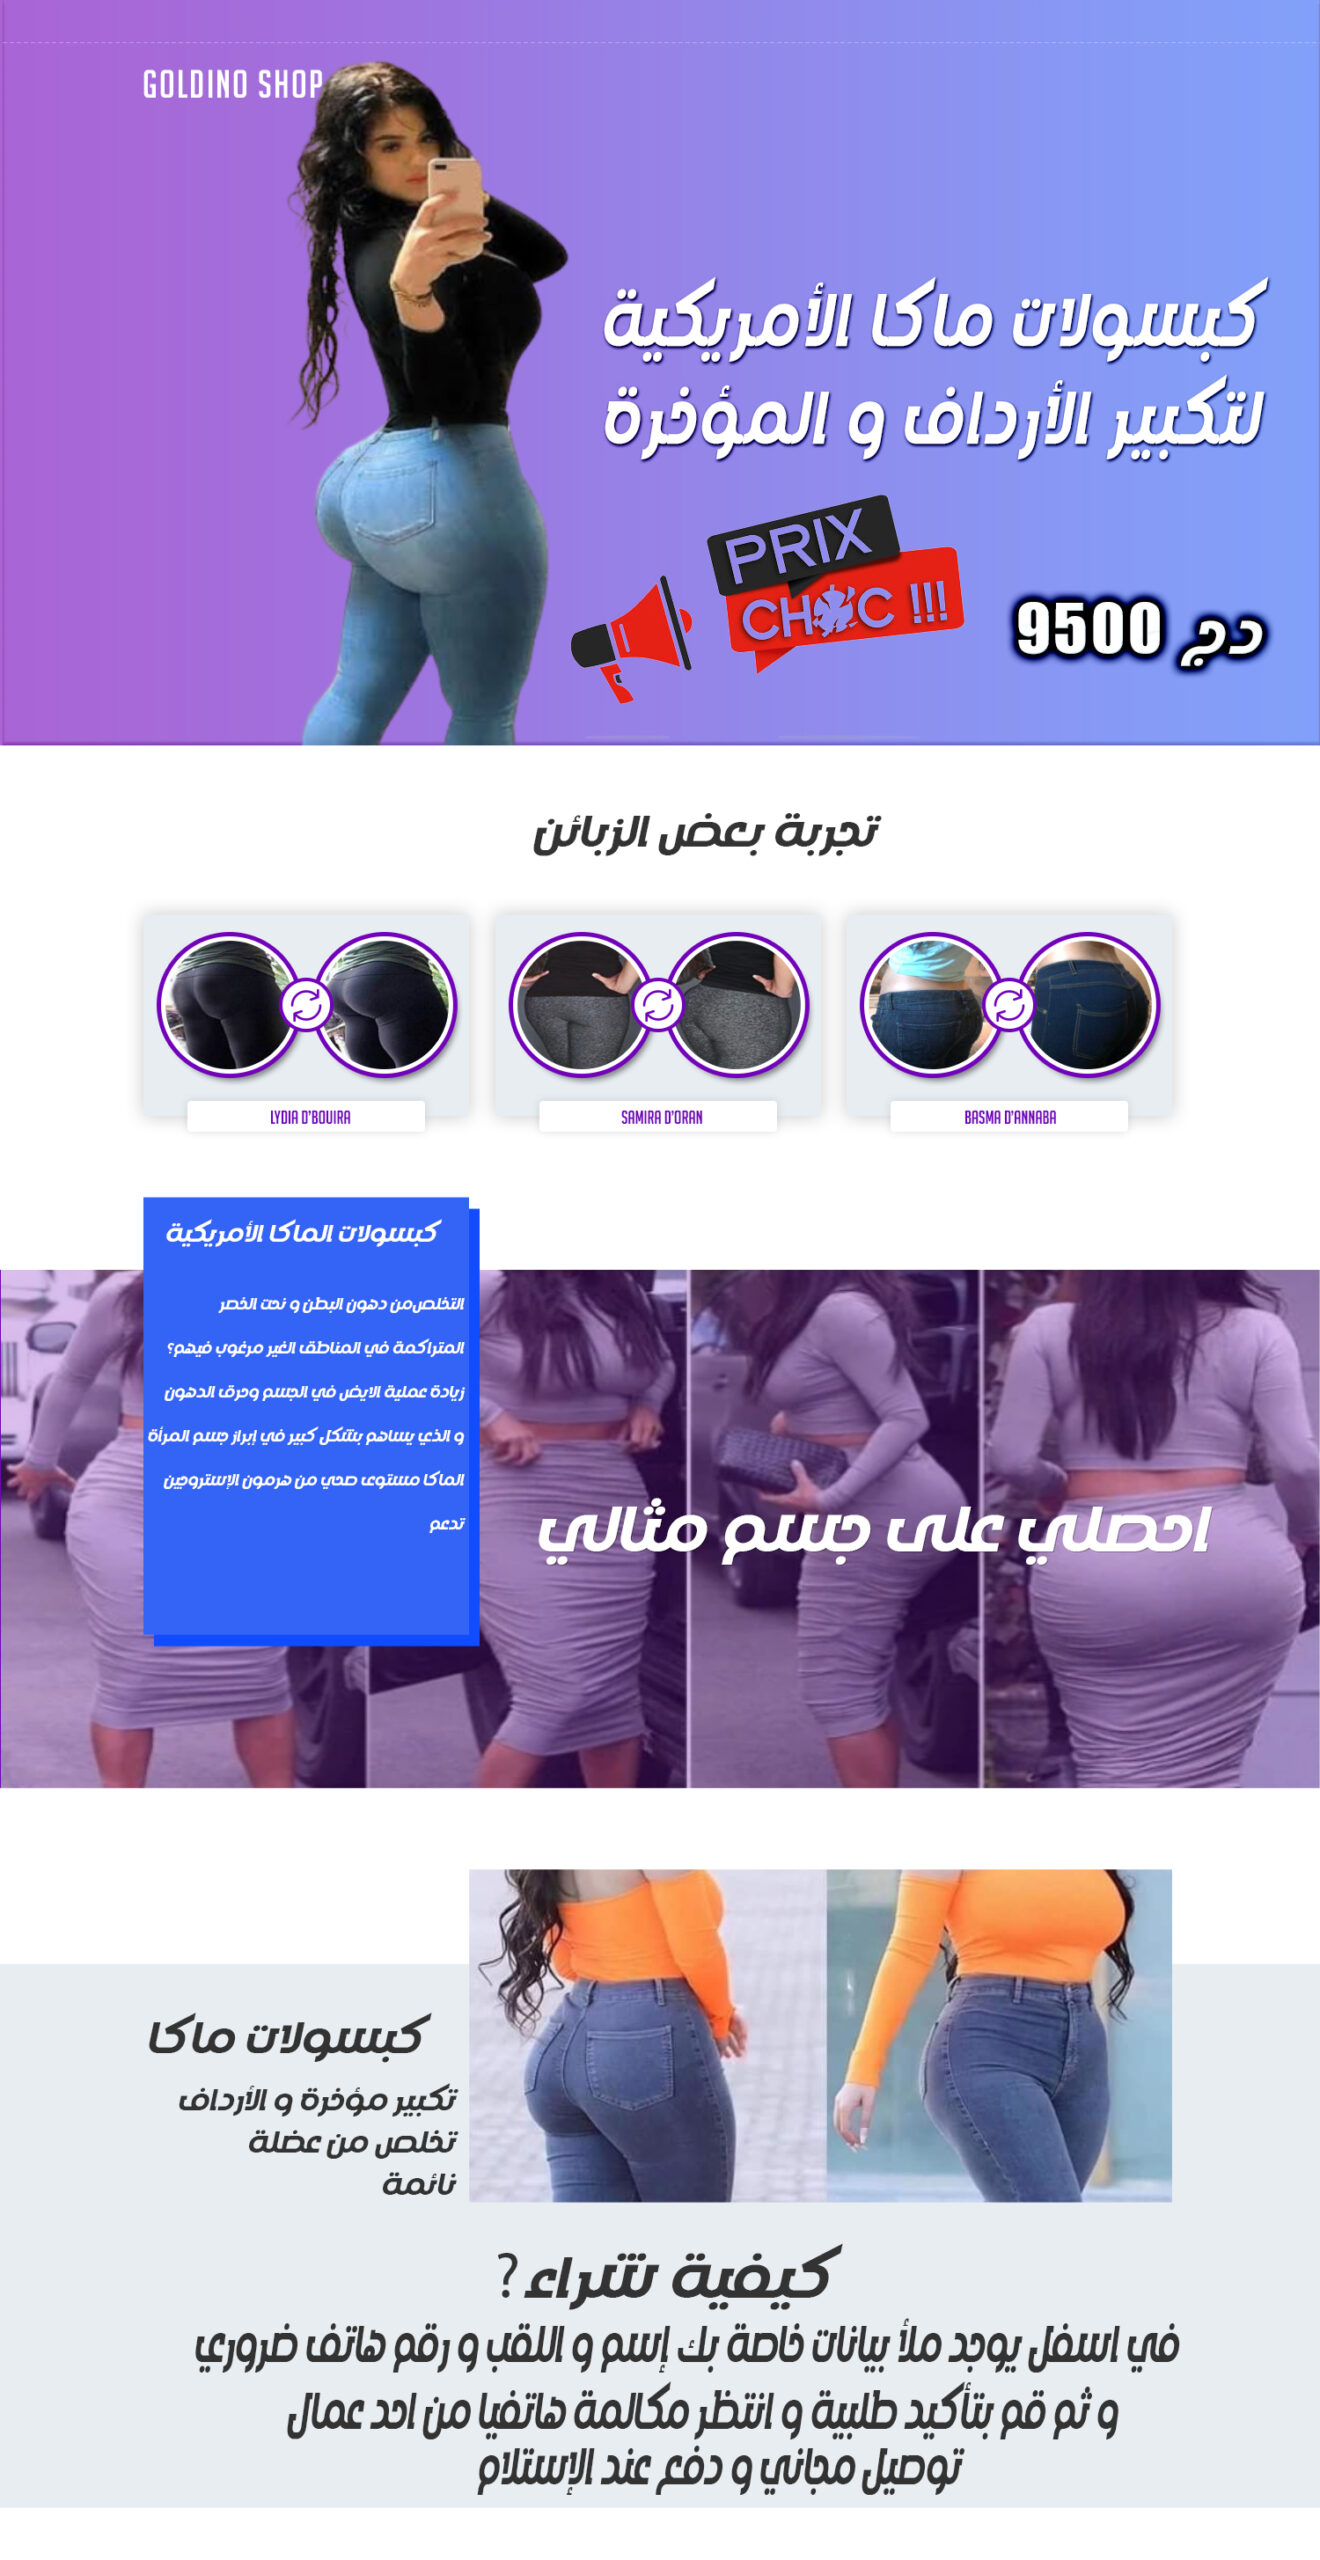 GOLDINO SHOP
كبسولات ماكا الأمريكية
لتكبير الأرداف و المؤخرة
PRIX
CHOC !!!
9500 دج
تجربة بعض الزبائن
LYDIA D'BOUIRA
SAMIRA D'ORAN
BASMA D'ANNABA
كبسولات الماكا الأمريكية
التخلص من دهون البطن و نحت الخصر
المتراكمة في المناطق الغير مرغوب فيهم؟
زيادة عملية الايض في الجسم وحرق الدهون
و الذي يساهم بشكل كبير في إبراز جسم المرأة
الماكا مستوى صحي من هرمون الإستروجين
تدعم
احصلي على جسم مثالي
كبسولات ماكا
تكبير مؤخرة و الأرداف
تخلص من عضلة
نائمة
كيفية شراء ?
في اسفل يوجد ملأ بيانات خاصة بك إسم و اللقب و رقم هاتف ضروري
و ثم قم بتأكيد طلبية و انتظر مكالمة هاتفيا من احد عمال
توصيل مجاني و دفع عند الإستلام